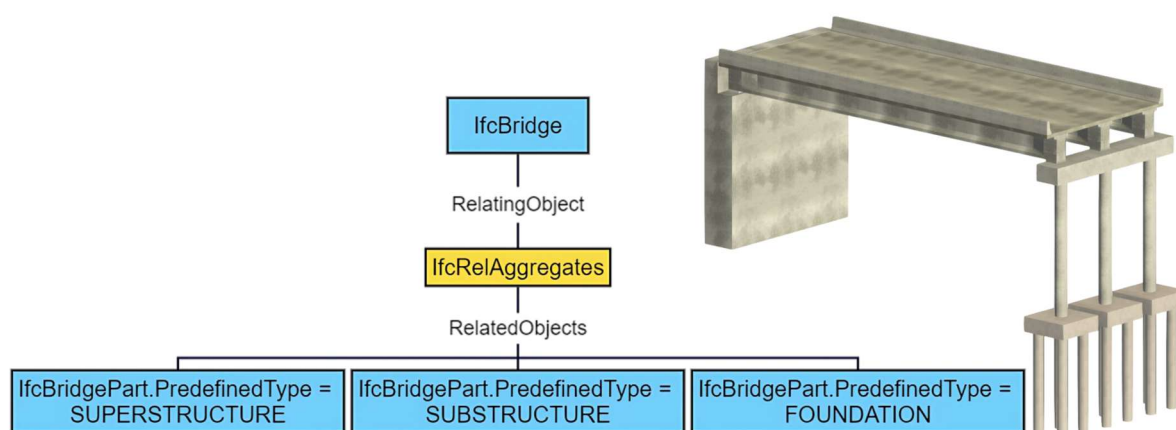 IfcBridge
RelatingObject
IfcRelAggregates
RelatedObjects
IfcBridgePart.PredefinedType =
SUPERSTRUCTURE
IfcBridgePart.PredefinedType =
SUBSTRUCTURE
IfcBridgePart.PredefinedType =
FOUNDATION